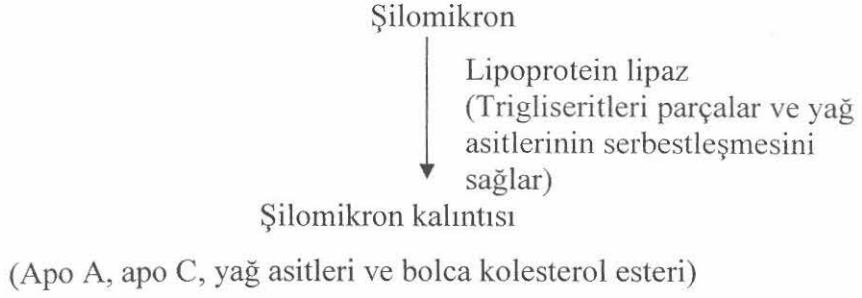 Şilomikron
Lipoprotein lipaz
(Trigliseritleri parçalar ve yağ
asitlerinin serbestleşmesini
sağlar)
Şilomikron kalıntısı
(Apo A, apo C, yağ asitleri ve bolca kolesterol esteri)